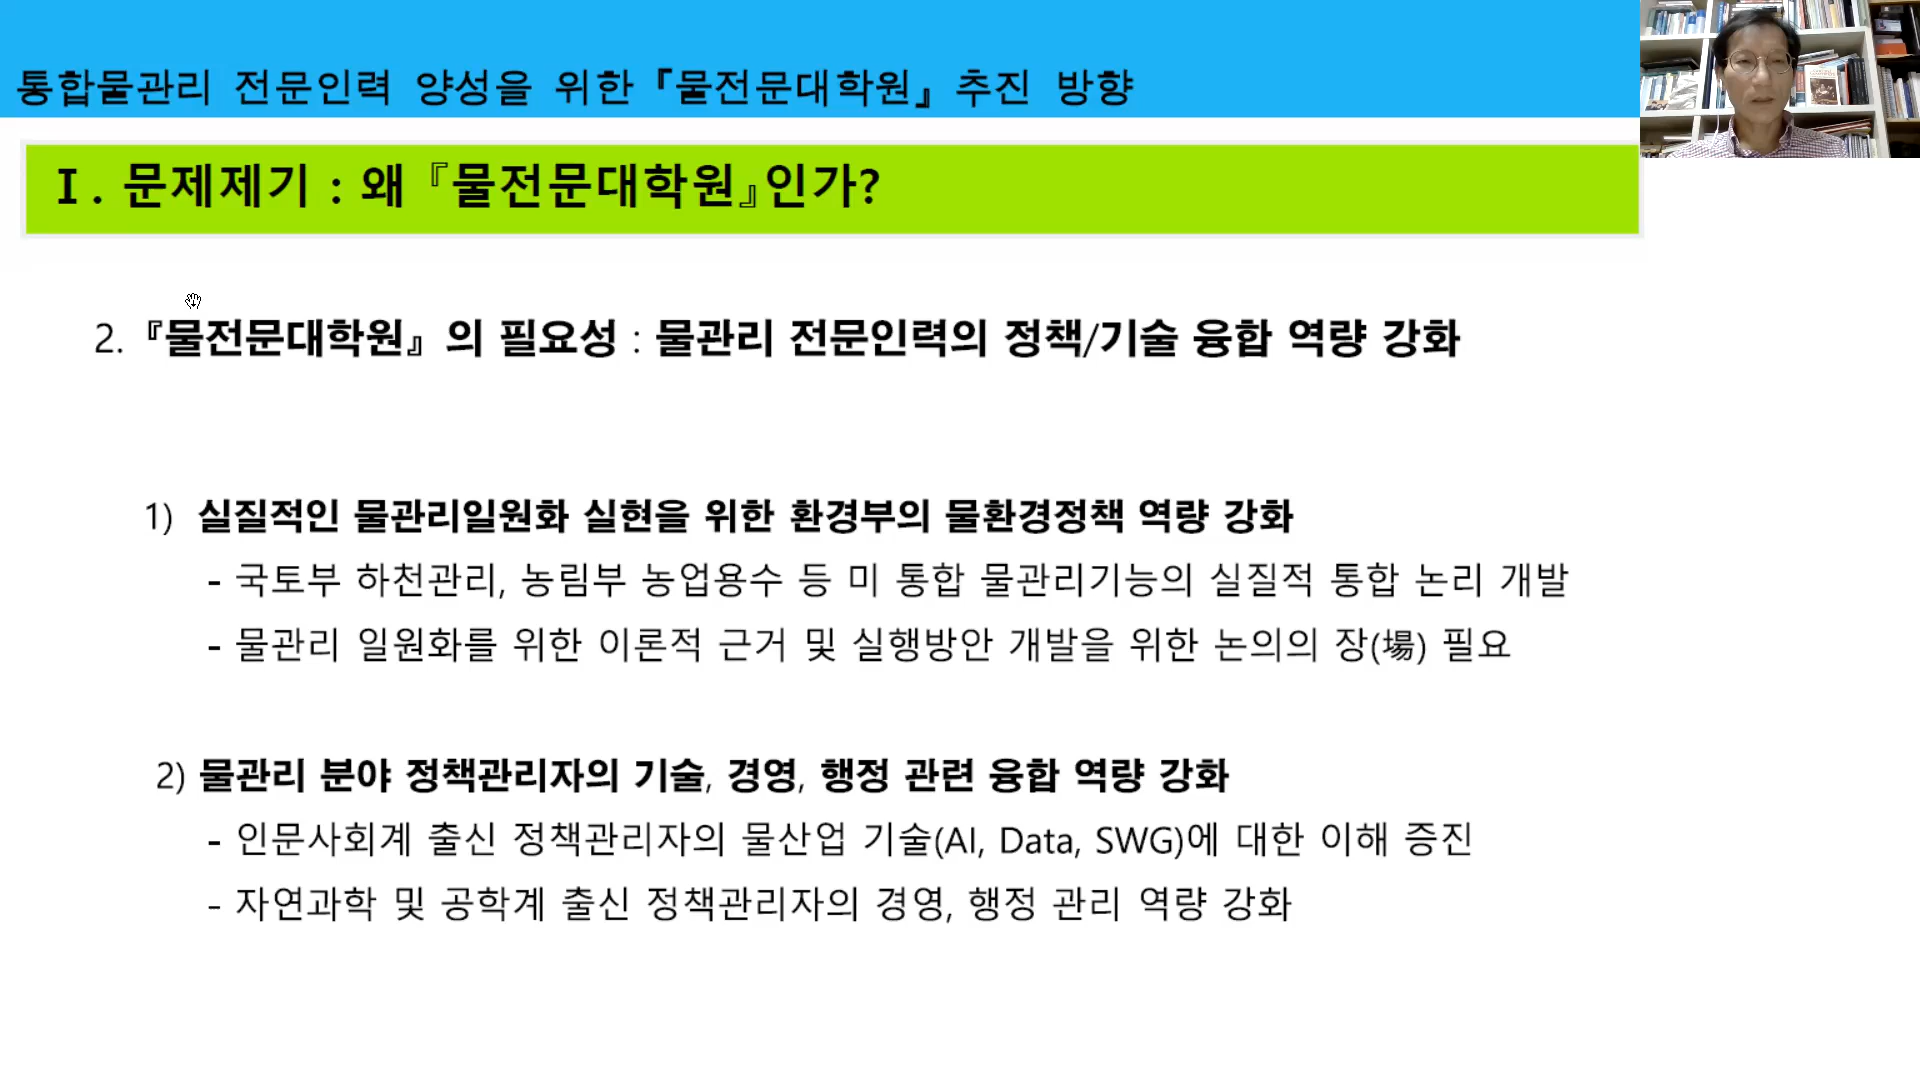 통합물관리 전문인력 양성을 위한『물전문대학원』추진 방향
Ⅰ. 문제제기 : 왜 『물전문대학원』인가?
2. 『물전문대학원』의 필요성 : 물관리 전문인력의 정책/기술 융합 역량 강화
1) 실질적인 물관리일원화 실현을 위한 환경부의 물환경정책 역량 강화
- 국토부 하천관리, 농림부 농업용수 등 미 통합 물관리기능의 실질적 통합 논리 개발
- 물관리 일원화를 위한 이론적 근거 및 실행방안 개발을 위한 논의의 장(場) 필요
2) 물관리 분야 정책관리자의 기술, 경영, 행정 관련 융합 역량 강화
- 인문사회계 출신 정책관리자의 물산업 기술(AI, Data, SWG)에 대한 이해 증진
- 자연과학 및 공학계 출신 정책관리자의 경영, 행정 관리 역량 강화